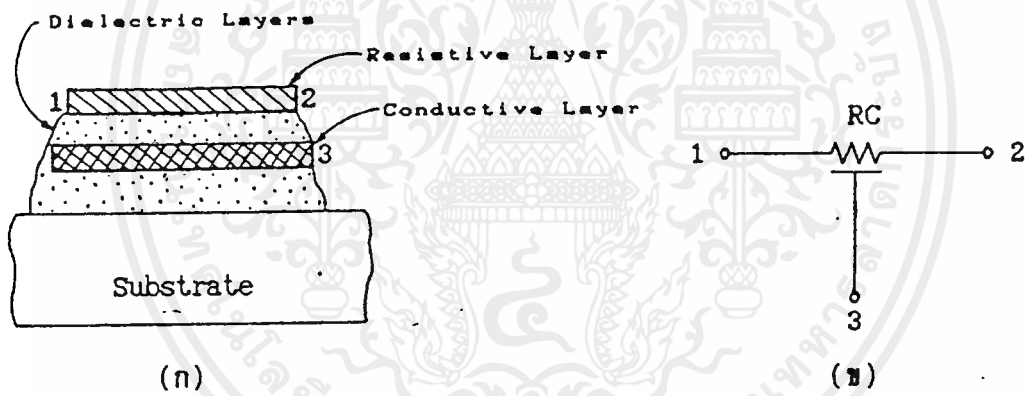 Dielectric Layers
Resistive Layer
1
2
Conductive Layer
3
Substrate
(ก)
RC
1
2
3
(ข)